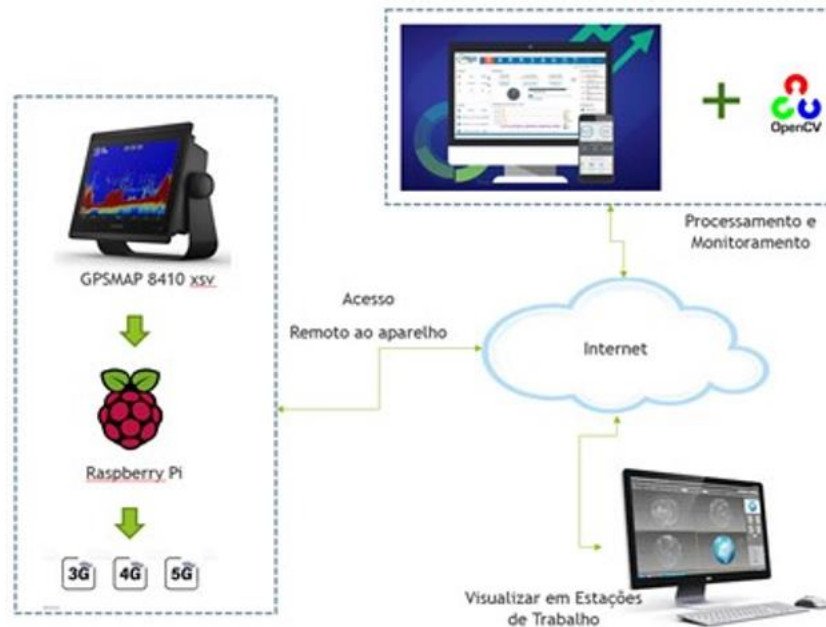 GPSMAP 8410 xsv
Raspberry Pi
3G 4G 5G
Acesso
Remoto ao aparelho
OpenCV
Processamento e
Monitoramento
Internet
Visualizar em Estações
de Trabalho